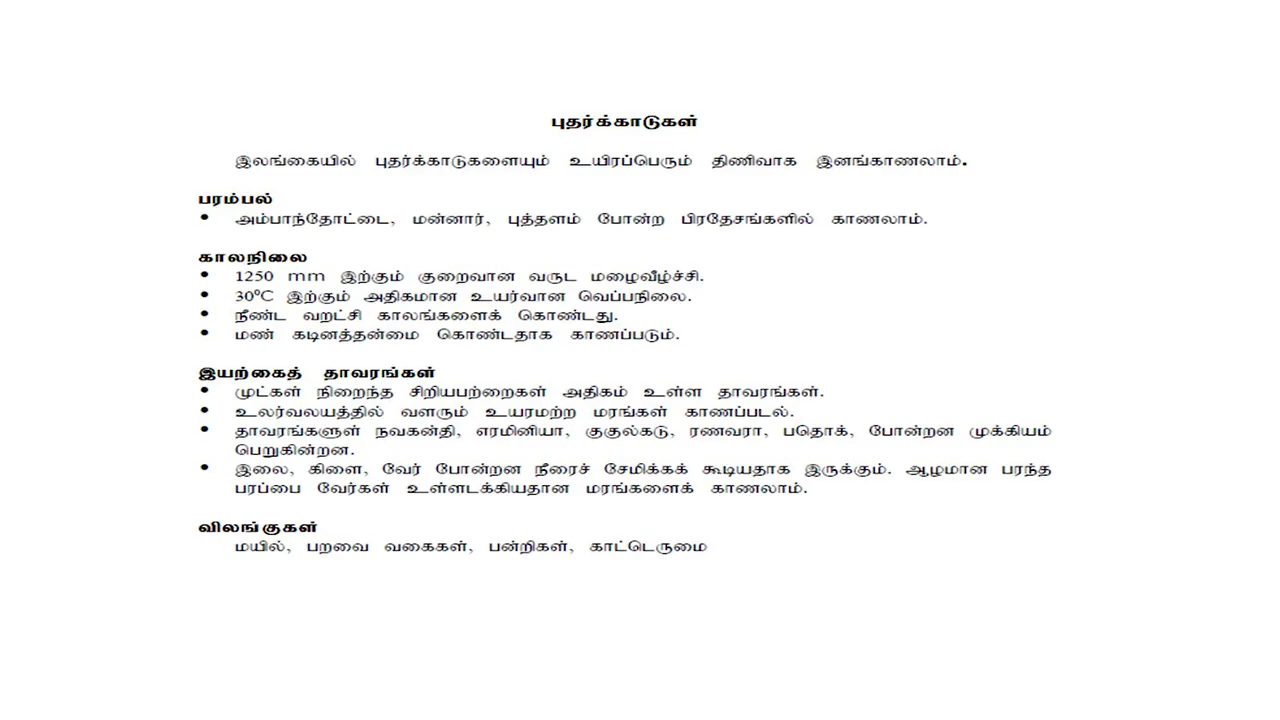 புதர்க்காடுகள்
இலங்கையில் புதர்க்காடுகளையும் உயிரப்பெரும் திணிவாக இனங்காணலாம்.
பரம்பல்
• அம்பாந்தோட்டை, மன்னார், புத்தளம் போன்ற பிரதேசங்களில் காணலாம்.
காலநிலை
• 1250 mm இற்கும் குறைவான வருட மழைவீழ்ச்சி.
• 30⁰C இற்கும் அதிகமான உயர்வான வெப்பநிலை.
• நீண்ட வறட்சி காலங்களைக் கொண்டது.
• மண் கடினத்தன்மை கொண்டதாக காணப்படும்.
இயற்கைத் தாவரங்கள்
• முட்கள் நிறைந்த சிறியபற்றைகள் அதிகம் உள்ள தாவரங்கள்.
• உலர்வலயத்தில் வளரும் உயரமற்ற மரங்கள் காணப்படல்.
• தாவரங்களுள் நவகன்தி, எரமினியா, குகுல்கடு, ரணவரா, பதொக், போன்றன முக்கியம்
பெறுகின்றன.
• இலை, கிளை, வேர் போன்றன நீரைச் சேமிக்கக் கூடியதாக இருக்கும். ஆழமான பரந்த
பரப்பை வேர்கள் உள்ளடக்கியதான மரங்களைக் காணலாம்.
விலங்குகள்
மயில், பறவை வகைகள், பன்றிகள், காட்டெருமை